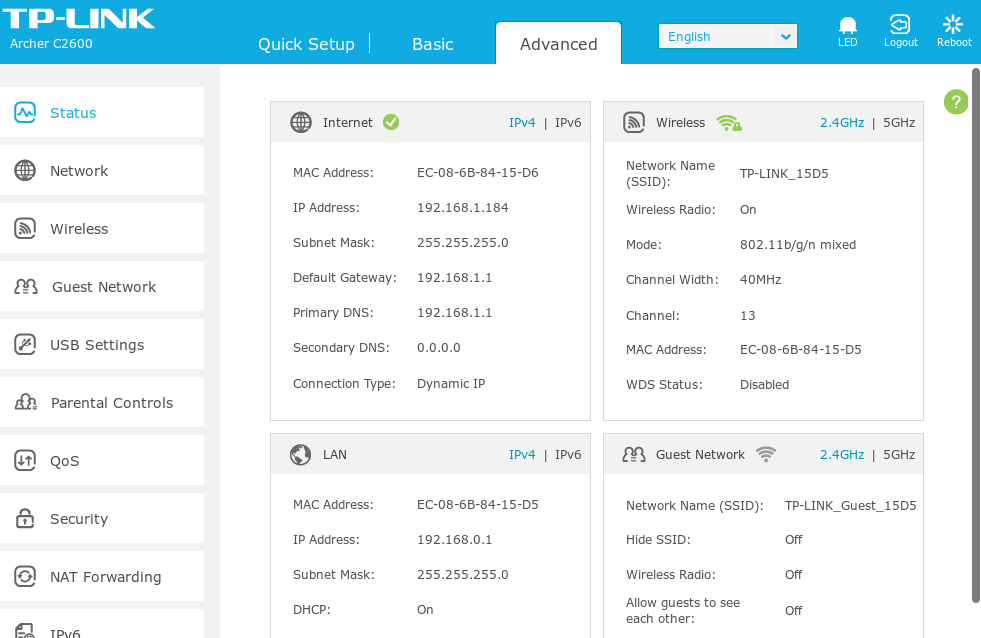 TP-LINK
Archer C2600
Quick Setup
Basic
Advanced
English
LED
Logout
Reboot
Status
Network
Wireless
Guest Network
USB Settings
Parental Controls
QoS
Security
NAT Forwarding
IPv6
?
Internet IPv4 | IPv6
MAC Address: EC-08-6B-84-15-D6
IP Address: 192.168.1.184
Subnet Mask: 255.255.255.0
Default Gateway: 192.168.1.1
Primary DNS: 192.168.1.1
Secondary DNS: 0.0.0.0
Connection Type: Dynamic IP
Wireless 2.4GHz | 5GHz
Network Name
(SSID): TP-LINK_15D5
Wireless Radio: On
Mode: 802.11b/g/n mixed
Channel Width: 40MHz
Channel: 13
MAC Address: EC-08-6B-84-15-D5
WDS Status: Disabled
LAN IPv4 | IPv6
MAC Address: EC-08-6B-84-15-D5
IP Address: 192.168.0.1
Subnet Mask: 255.255.255.0
DHCP: On
Guest Network 2.4GHz | 5GHz
Network Name (SSID): TP-LINK_Guest_15D5
Hide SSID: Off
Wireless Radio: Off
Allow guests to see
each other: Off